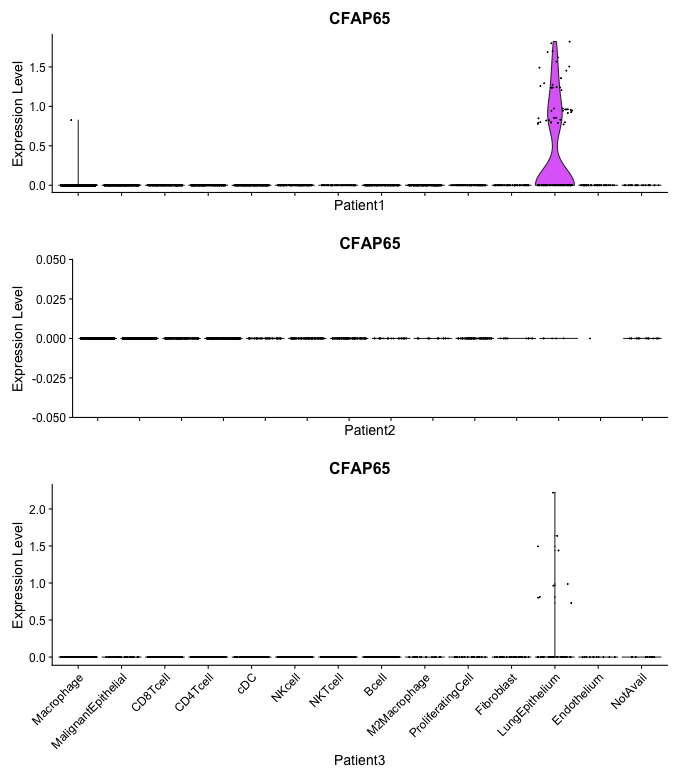 CFAP65
Expression Level
1.5
1.0
0.5
0.0
Patient1
CFAP65
Expression Level
0.050
0.025
0.000
-0.025
-0.050
Patient2
CFAP65
Expression Level
2.0
1.5
1.0
0.5
0.0
Macrophage
MalignantEpithelial
CD8Tcell
CD4Tcell
cDC
NKcell
NKTcell
Bcell
M2Macrophage
ProliferatingCell
Fibroblast
LungEpithelium
Endothelium
NotAvail
Patient3